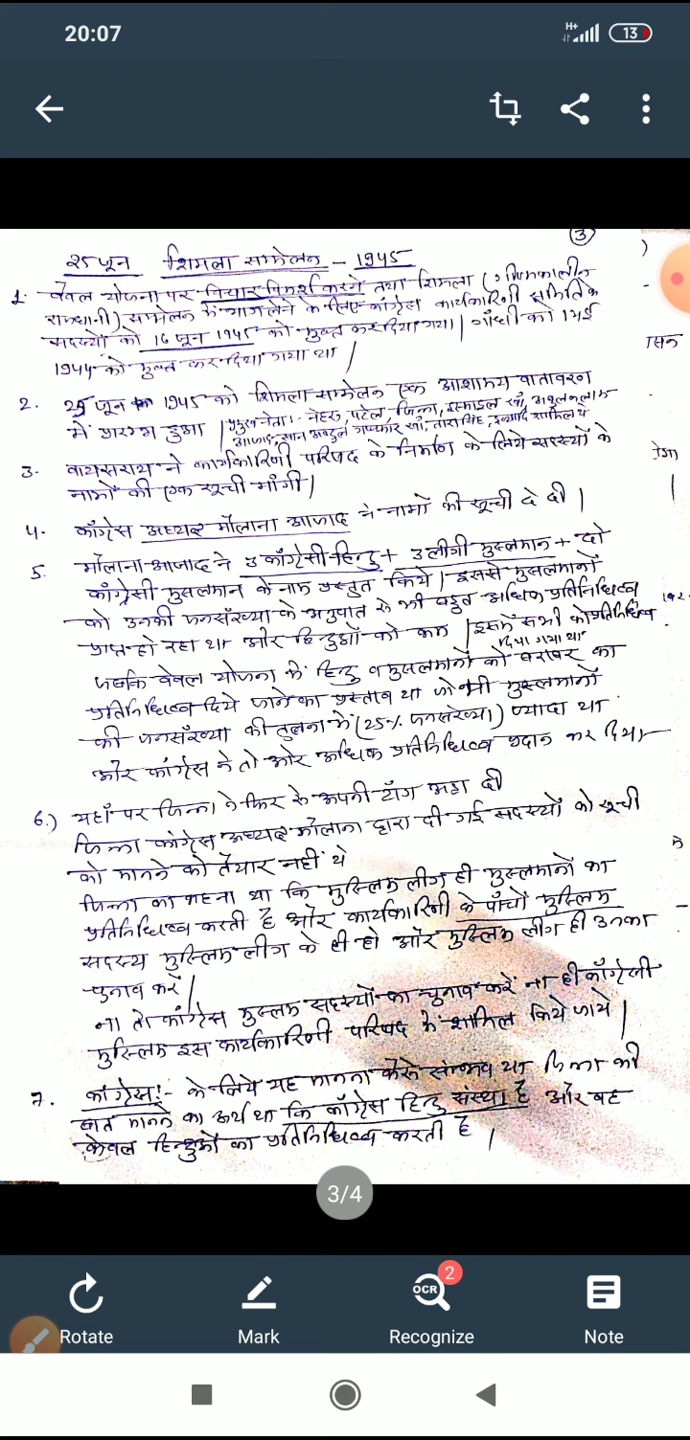 20:07
H+
13
③
25 जून शिमला सम्मेलन - 1945
1. वेवल योजना पर विचार विमर्श करने तथा शिमला (ग्रीष्मकालीन
राजधानी) सम्मेलन में भाग लेने के लिए कांग्रेस कार्यकारिणी समिति के
सदस्यों को 16 जून 1945 को मुक्त कर दिया गया। गाँधी को मई
1944 को मुक्त कर दिया गया था।
2. 25 जून 1945 को शिमला सम्मेलन एक आशामय वातावरण
में प्रारम्भ हुआ। प्रमुख नेता:- नेहरू, पटेल, जिन्ना, इस्माइल खाँ, अबुल कलाम
आजाद, खान अब्दुल गफ्फार खाँ, तारा सिंह, इत्यादि शामिल थे
3. वायसराय ने कार्यकारिणी परिषद के निर्माण के लिये सदस्यों के
नामों की एक सूची माँगी।
4. काँग्रेस अध्यक्ष मौलाना आजाद ने नामों की सूची दे दी।
5. मौलाना आजाद ने काँग्रेसी हिन्दु + 3 लीगी मुसलमान + दो
काँग्रेसी मुसलमान के नाम प्रस्तुत किये। इससे मुसलमानों
को उनकी जनसँख्या के अनुपात से भी बहुत अधिक प्रतिनिधित्व
प्राप्त हो रहा था और हिन्दुओं को कम। इसमें सभी को प्रतिनिधित्व
दिया गया था
जबकि वेवल योजना में हिन्दु व मुसलमानों को बराबर का
प्रतिनिधित्व दिये जाने का प्रस्ताव था जो भी मुसलमानों
की जनसँख्या की तुलना में (25% जनसंख्या) ज्यादा था
और कांग्रेस ने तो और अधिक प्रतिनिधित्व प्रदान कर दिया
6.) यहाँ पर जिन्ना ने फिर से अपनी टाँग अडा दी
जिन्ना कांग्रेस अध्यक्ष मौलाना द्वारा दी गई सदस्यों की सूची
को मानने को तैयार नहीं थे
जिन्ना का कहना था कि मुस्लिम लीग ही मुसलमानों का
प्रतिनिधित्व करती है और कार्यकारिणी के पाँचों मुस्लिम
सदस्य मुस्लिम लीग के ही हो और मुस्लिम लीग ही उनका
चुनाव करें।
ना तो काँग्रेस मुस्लिम सदस्यों का चुनाव करें ना ही काँग्रेसी
मुस्लिम इस कार्यकारिणी परिषद में शामिल किये जाये।
7. काँग्रेस:- के लिये यह मानना कैसे संभव था जिन्ना की
बात मानने का अर्थ था कि काँग्रेस हिन्दु संस्था है और वह
केवल हिन्दुओं का प्रतिनिधित्व करती है।
3/4
OCR
2
Rotate Mark Recognize Note